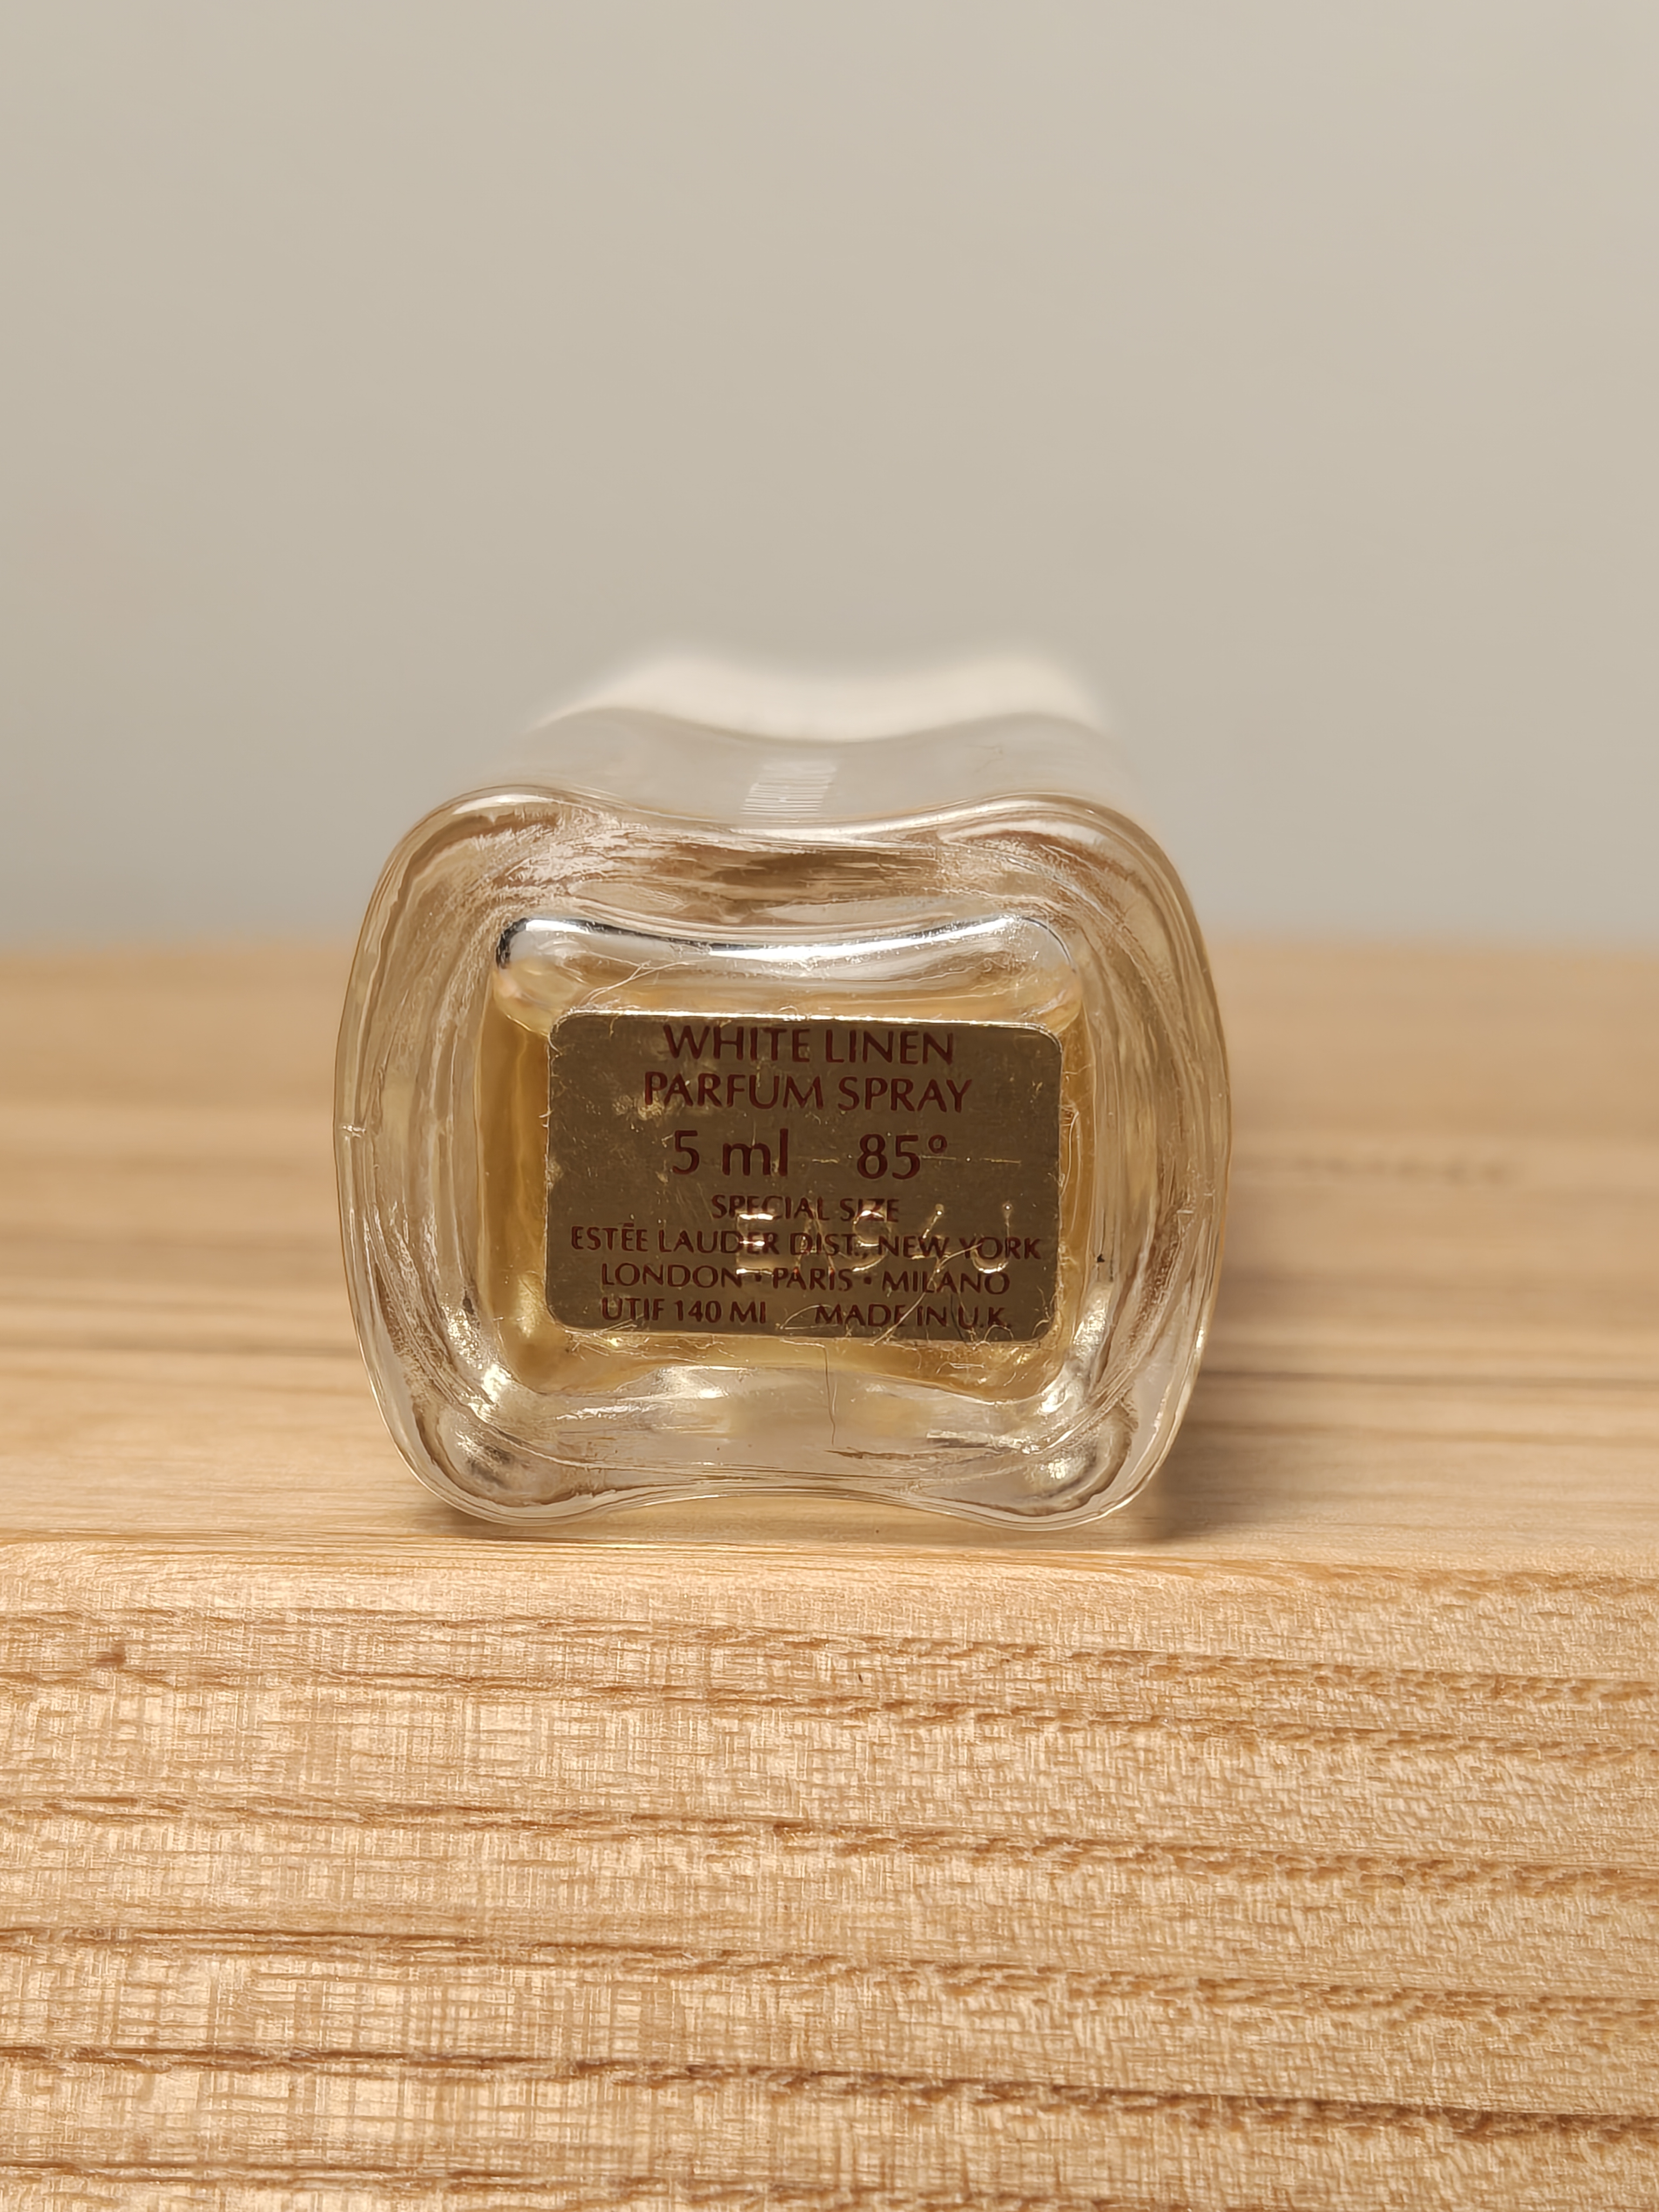 WHITE LINEN
PARFUM SPRAY
5 ml 85°
SPECIAL SIZE
ESTĒE LAUDER DIST., NEW YORK
LONDON • PARIS • MILANO
UTIF 140 MI MADE IN U.K.